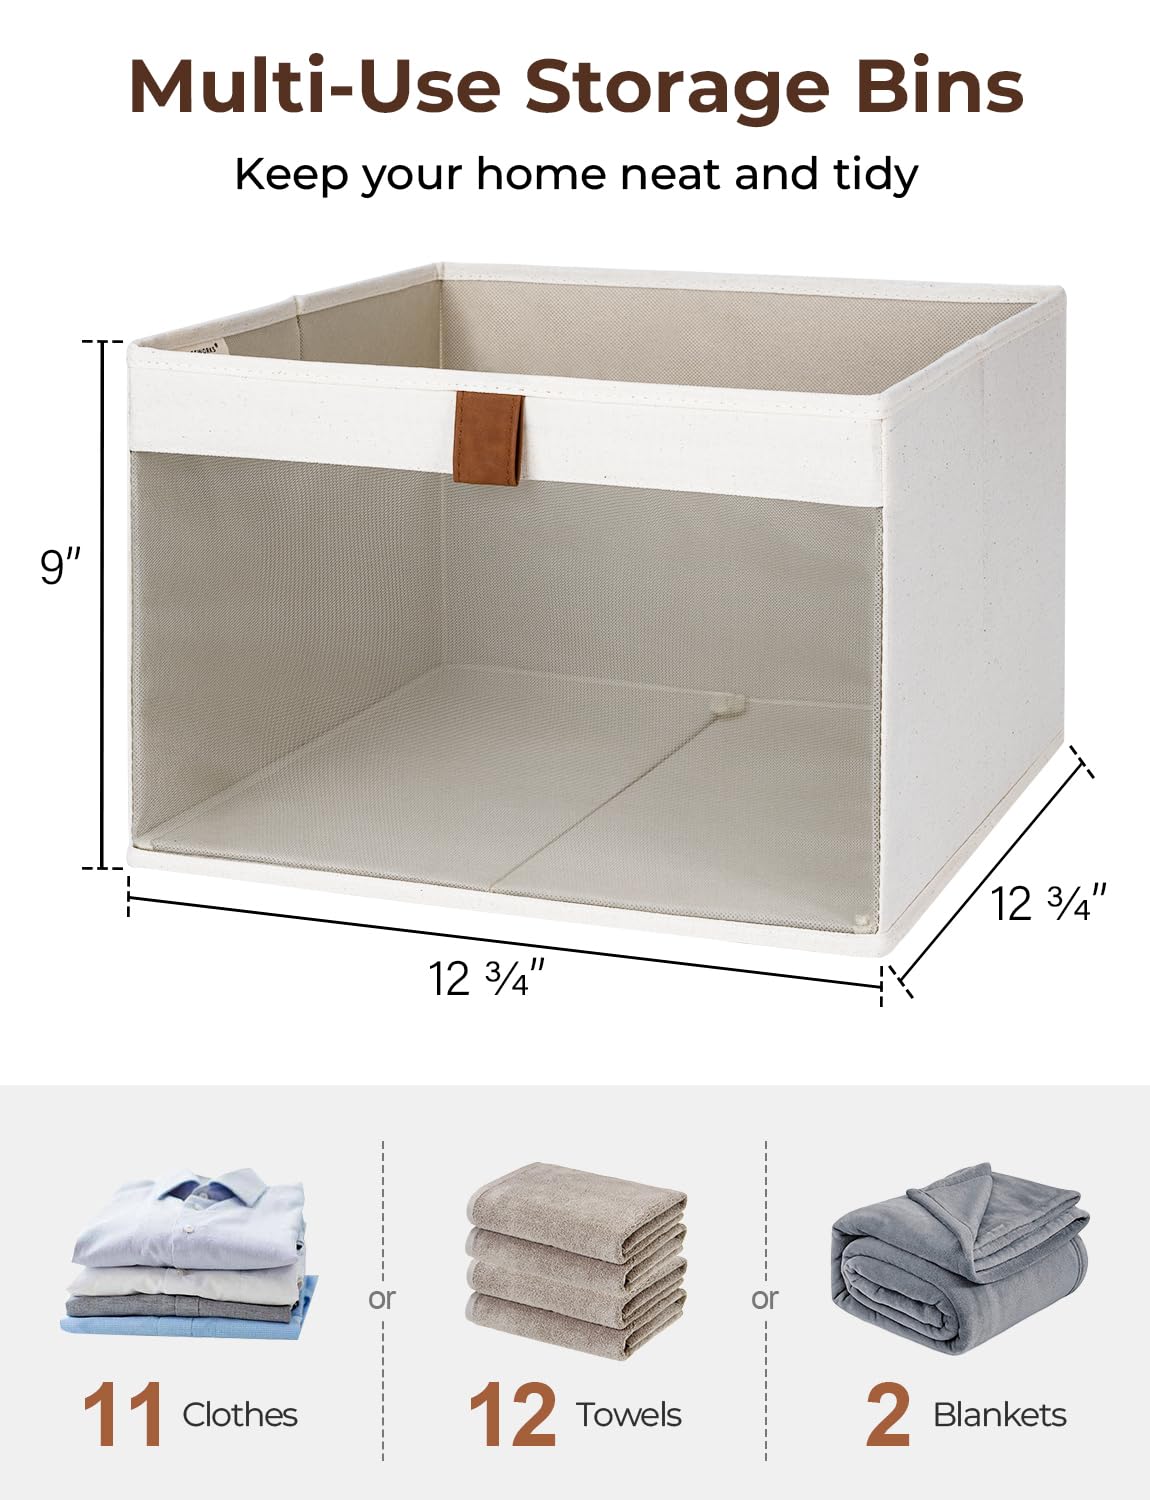 Multi-Use Storage Bins
Keep your home neat and tidy
9"
12 ¾"
12 ¾"
or
or
11 Clothes
12 Towels
2 Blankets